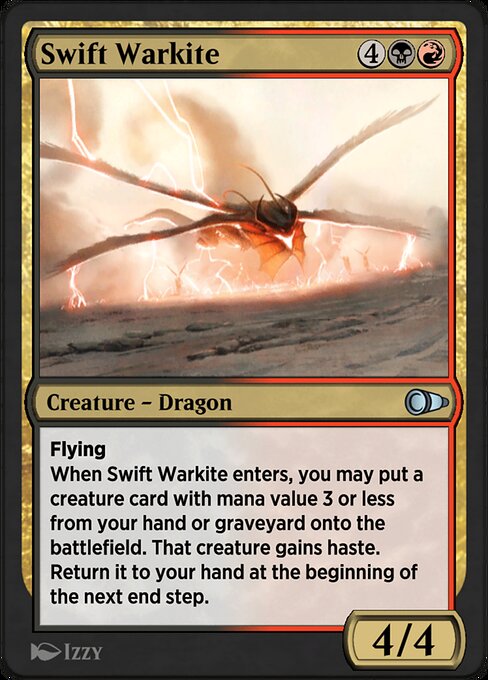 Swift Warkite 4
Creature – Dragon
Flying
When Swift Warkite enters, you may put a
creature card with mana value 3 or less
from your hand or graveyard onto the
battlefield. That creature gains haste.
Return it to your hand at the beginning of
the next end step.
4/4
Izzy